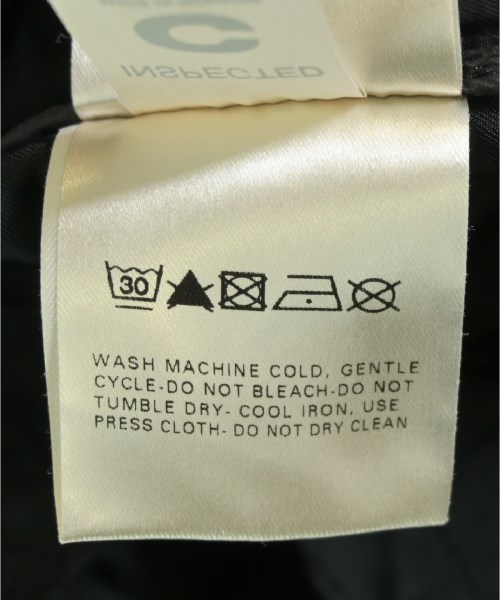 INSPECTED
30
WASH MACHINE COLD, GENTLE
CYCLE-DO NOT BLEACH-DO NOT
TUMBLE DRY- COOL IRON, USE
PRESS CLOTH- DO NOT DRY CLEAN